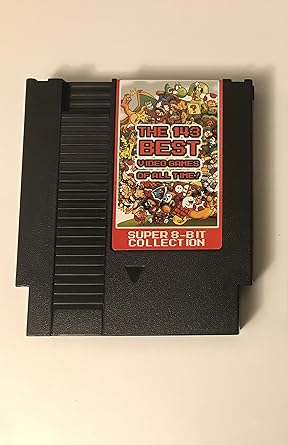 THE 143
BEST
VIDEO GAMES
OF ALL TIME!
SUPER 8-BIT
COLLECTION